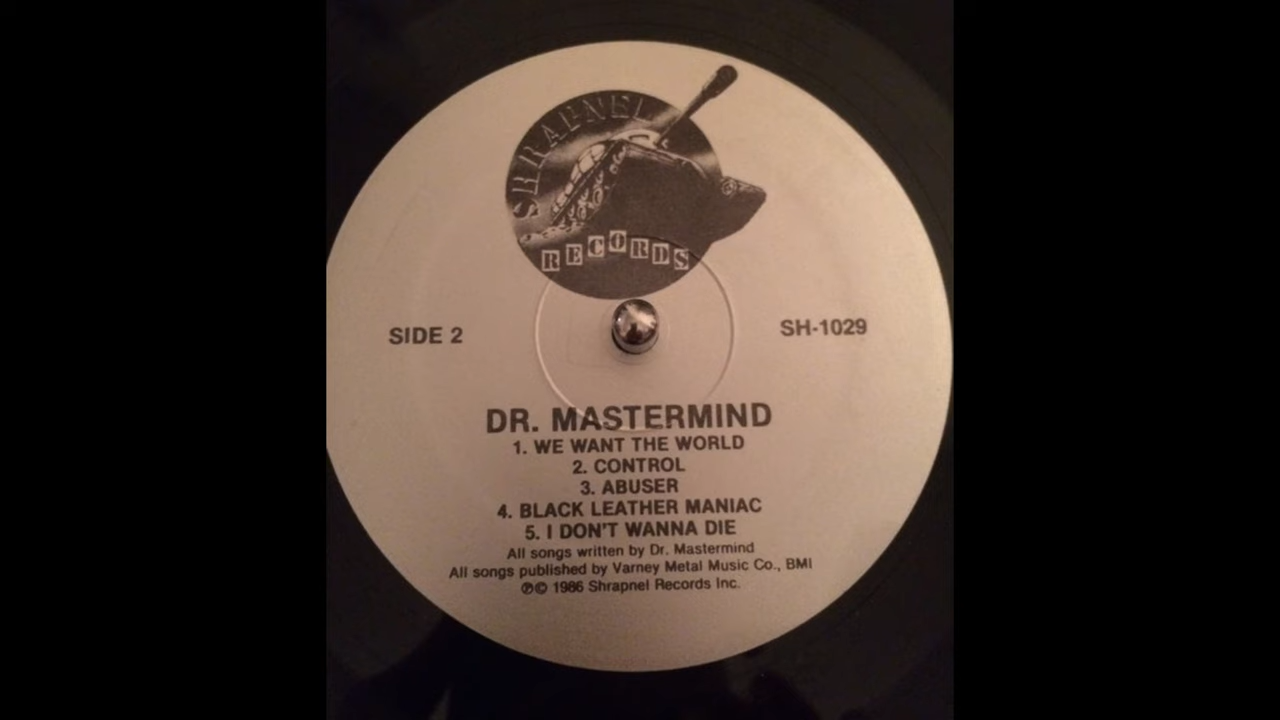 SHRAPNEL
RECORDS
SIDE 2
SH-1029
DR. MASTERMIND
1. WE WANT THE WORLD
2. CONTROL
3. ABUSER
4. BLACK LEATHER MANIAC
5. I DON'T WANNA DIE
All songs written by Dr. Mastermind
All songs published by Varney Metal Music Co., BMI
℗© 1986 Shrapnel Records Inc.